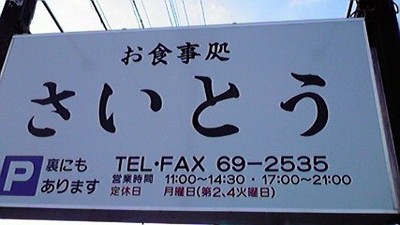 お食事処
さいとう
P 裏にも
あります
TEL・FAX 69-2535
営業時間 11:00〜14:30・17:00〜21:00
定休日 月曜日(第2、4火曜日)